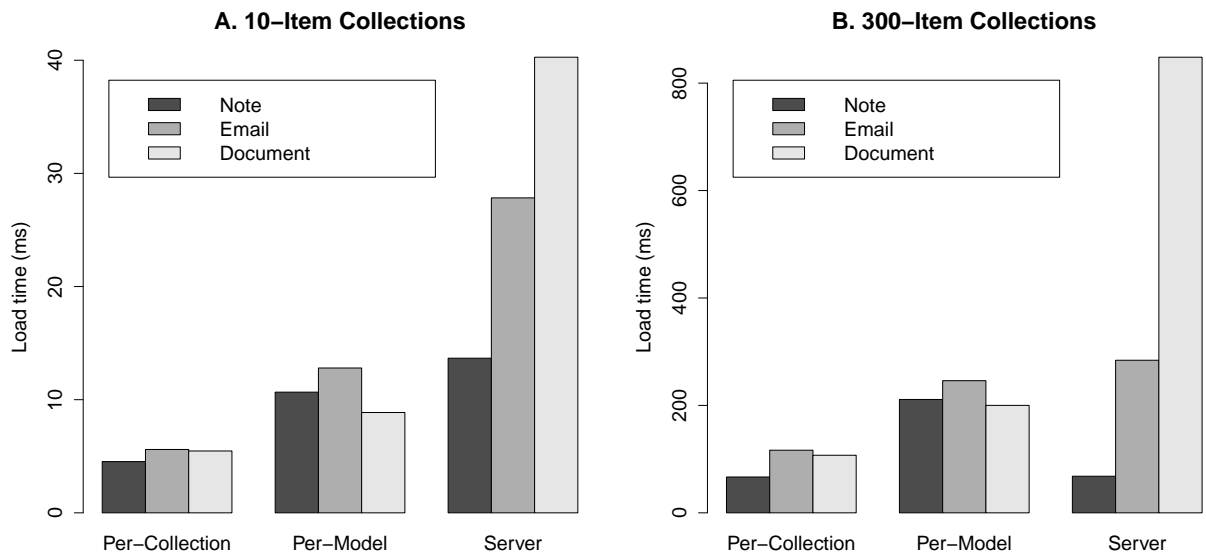 A. 10−Item Collections
Load time (ms)
0
10
20
30
40
Note
Email
Document
Per−Collection
Per−Model
Server
B. 300−Item Collections
Load time (ms)
0
200
400
600
800
Note
Email
Document
Per−Collection
Per−Model
Server